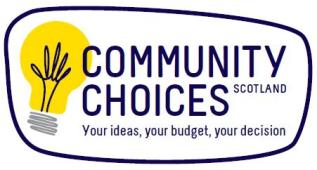 COMMUNITY
CHOICES SCOTLAND
Your ideas, your budget, your decision